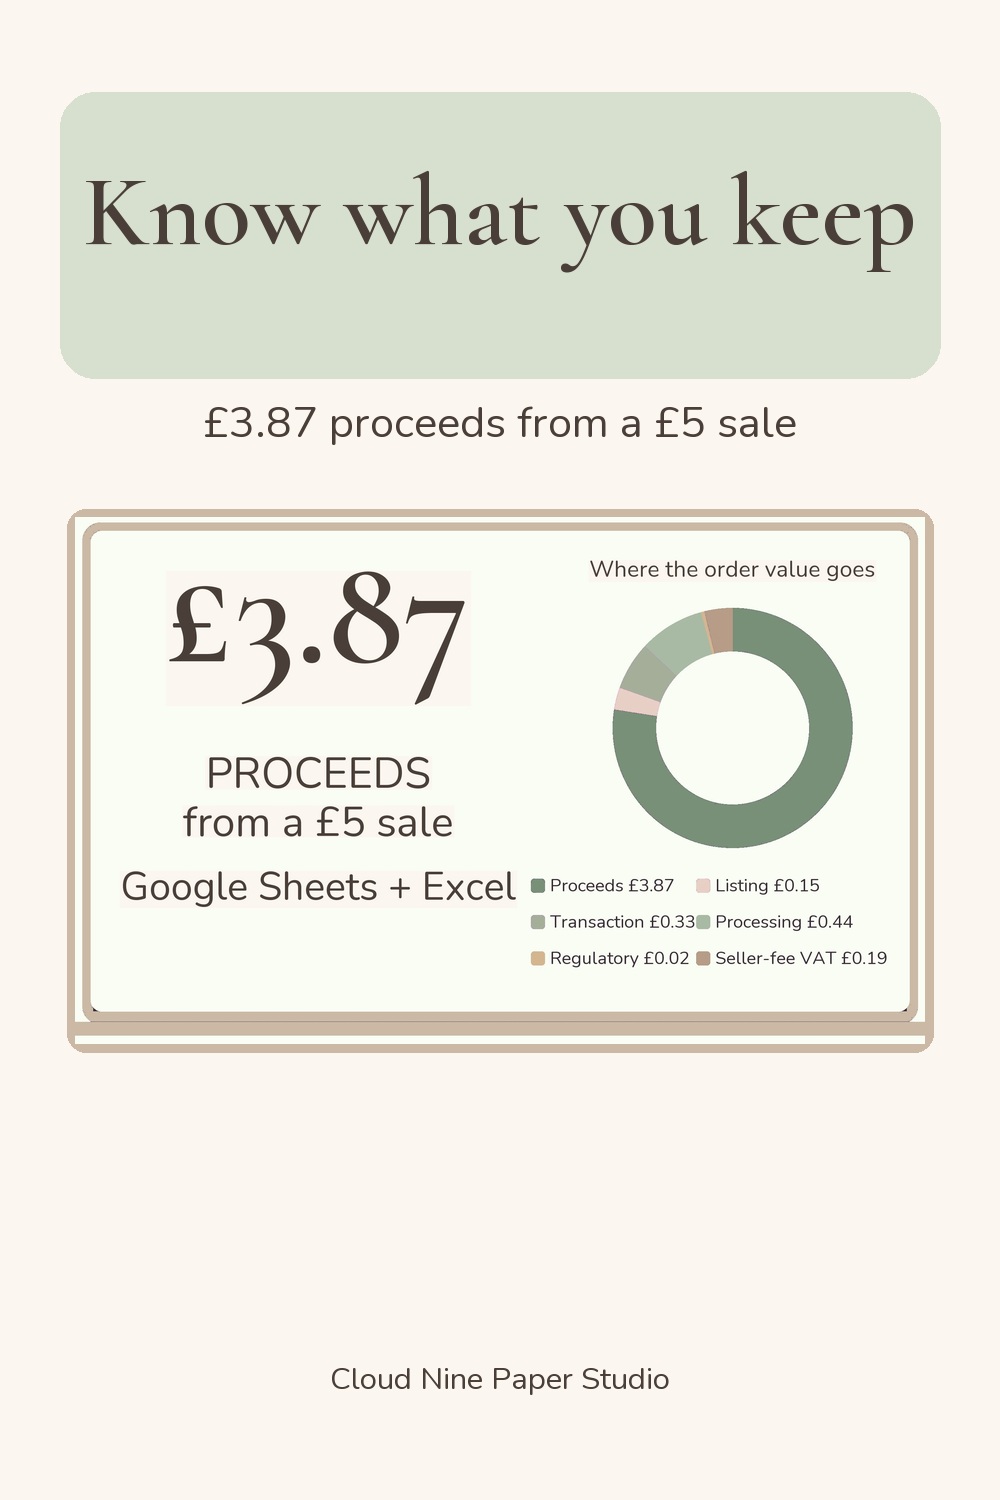 Know what you keep
£3.87 proceeds from a £5 sale
£3.87
PROCEEDS
from a £5 sale
Google Sheets + Excel
Where the order value goes
Proceeds £3.87
Listing £0.15
Transaction £0.33
Processing £0.44
Regulatory £0.02
Seller-fee VAT £0.19
Cloud Nine Paper Studio